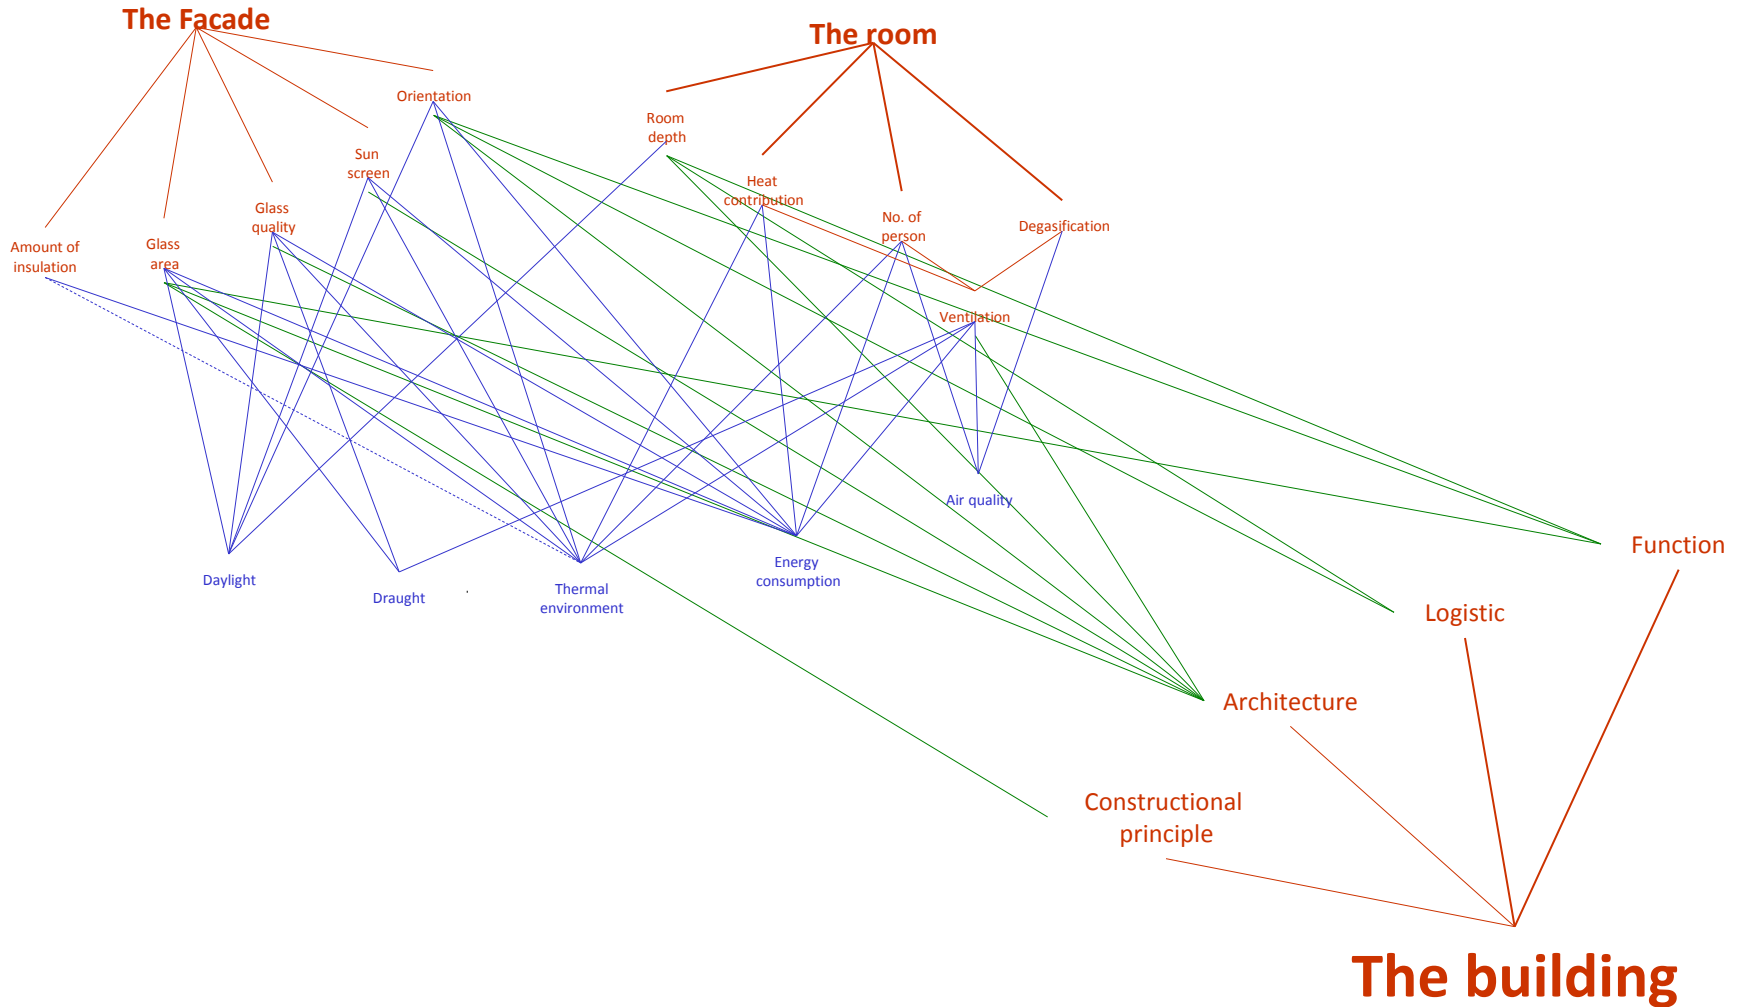 The Facade
The room
Orientation
Room
depth
Sun
screen
Heat
contribution
Glass
quality
No. of
person
Degasification
Amount of
insulation
Glass
area
Ventilation
Air quality
Daylight
Draught
Thermal
environment
Energy
consumption
Function
Logistic
Architecture
Constructional
principle
The building